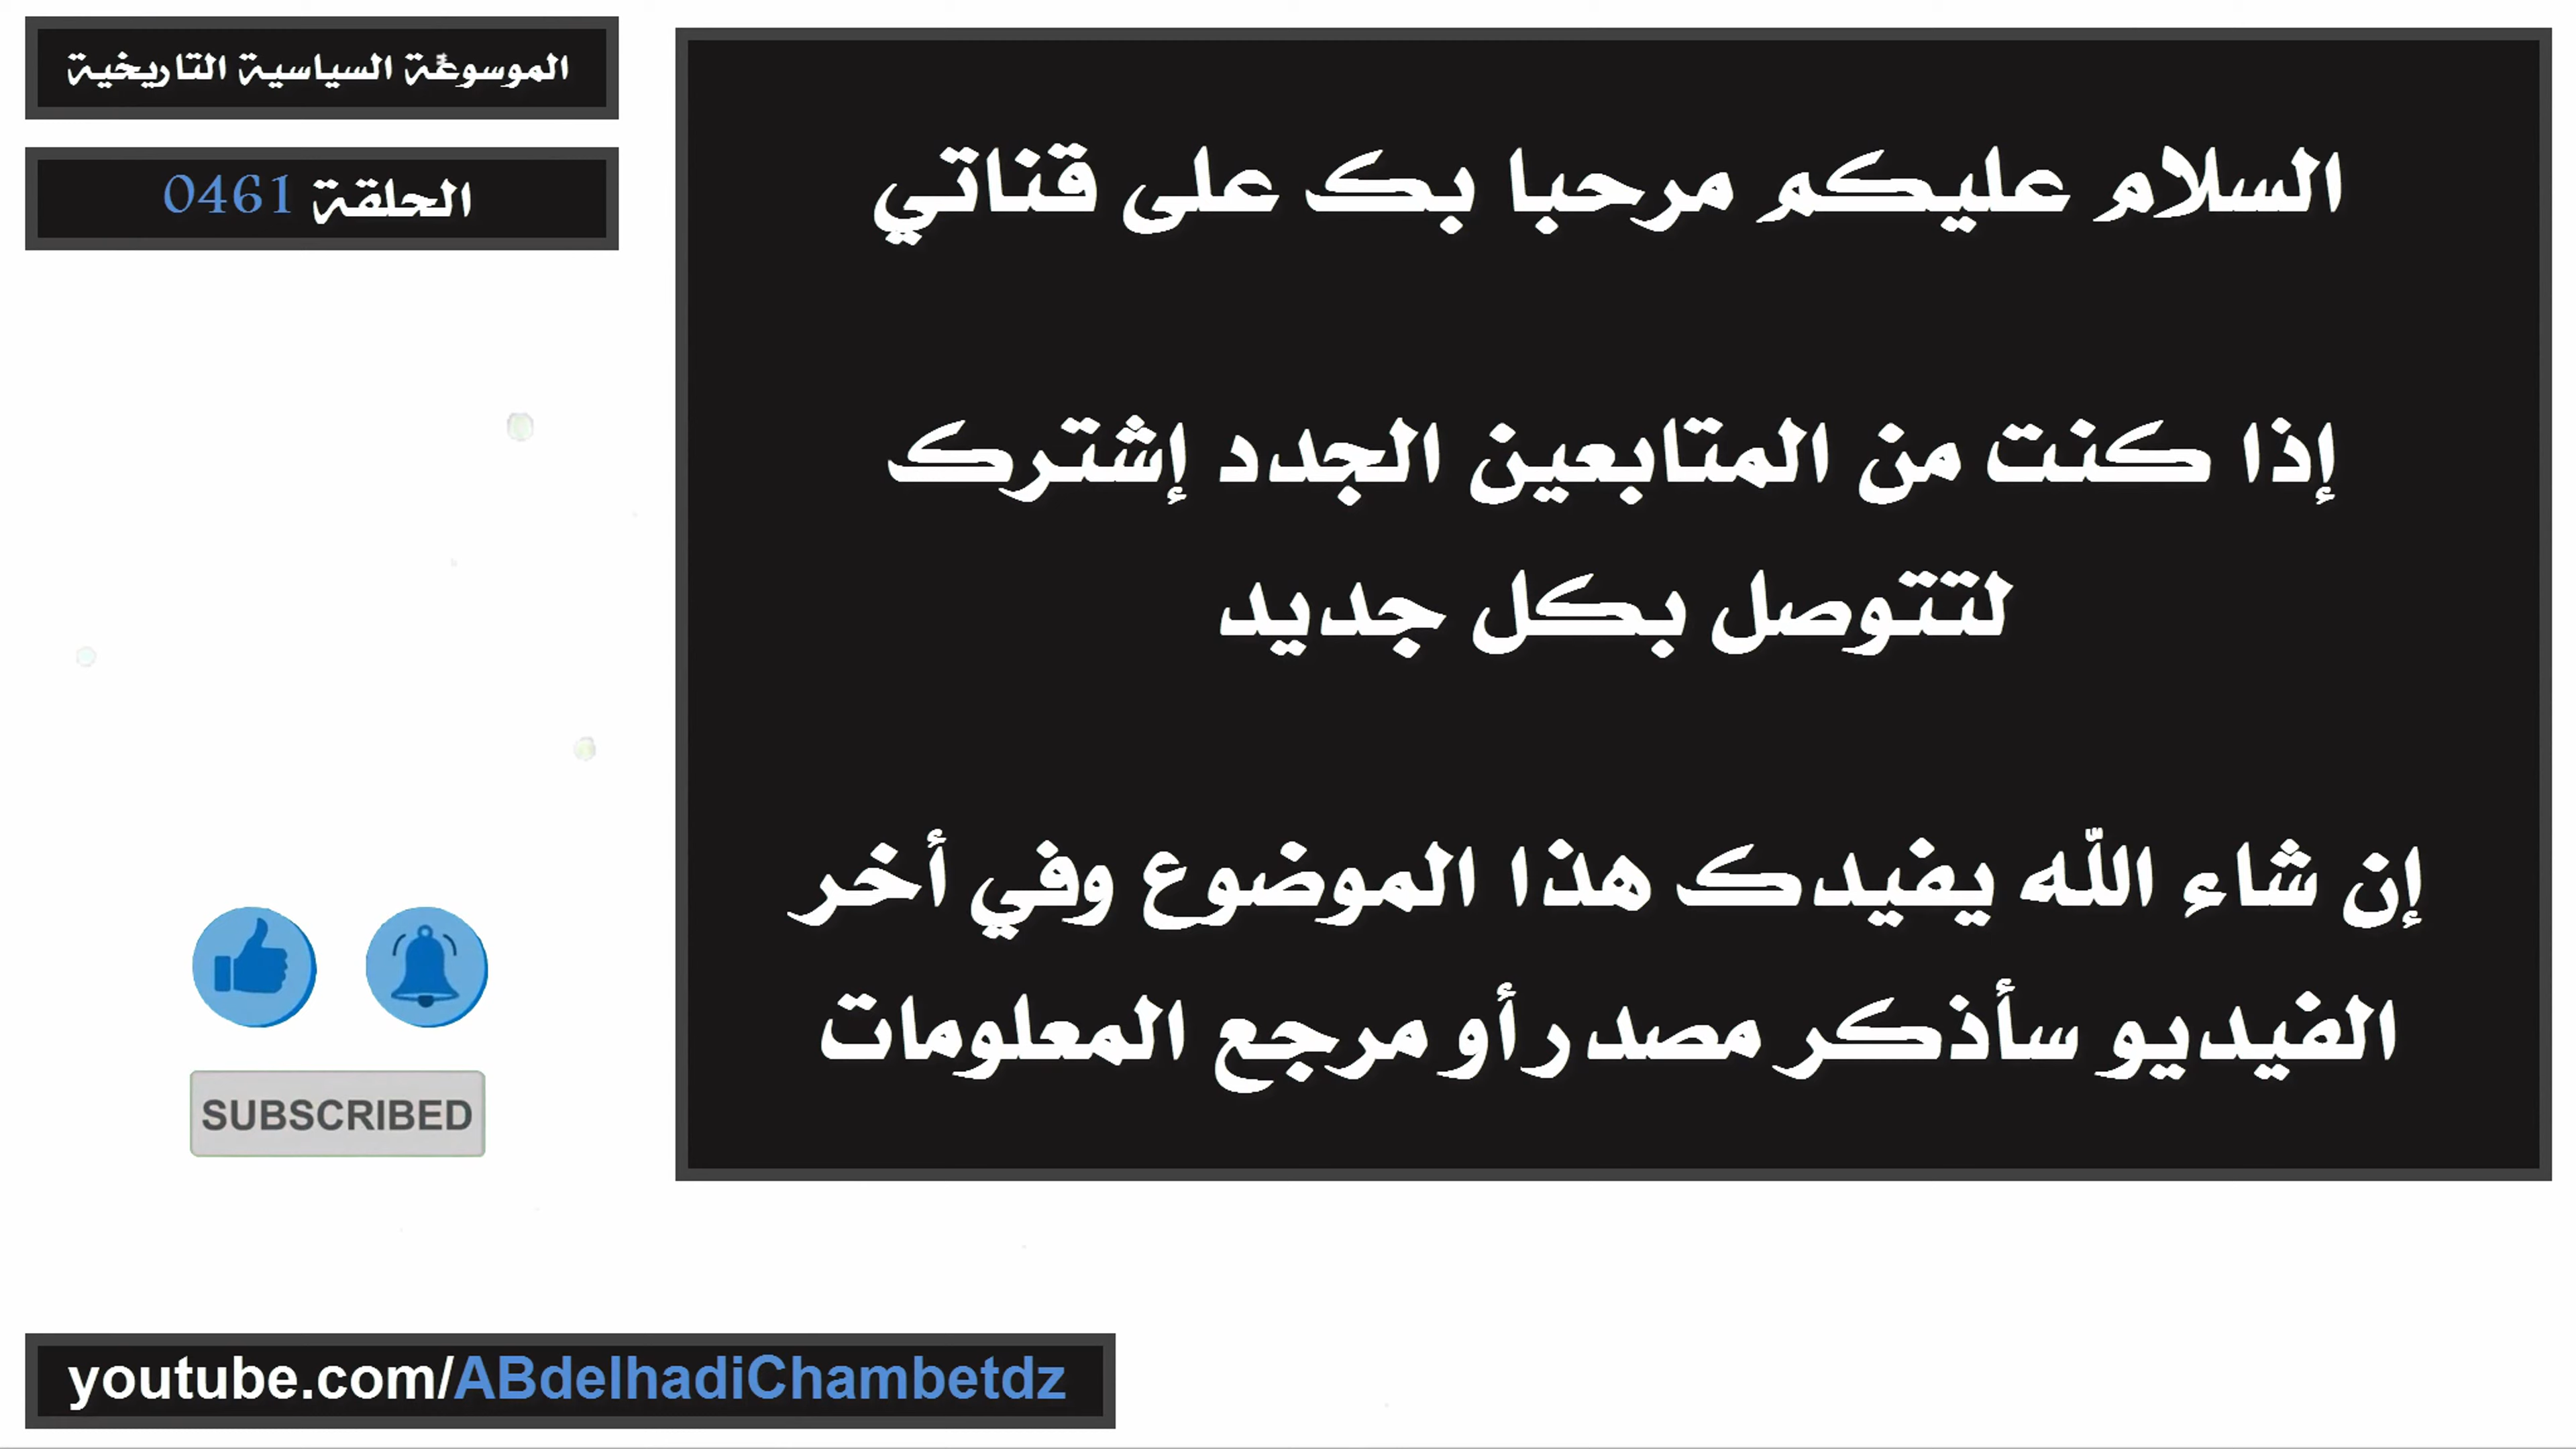 الموسوعة السياسية التاريخية
الحلقة 0461
السلام عليكم مرحبا بك على قناتي
إذا كنت من المتابعين الجدد إشترك
لتتوصل بكل جديد
إن شاء الله يفيدك هذا الموضوع وفي أخر
الفيديو سأذكر مصدر أو مرجع المعلومات
SUBSCRIBED
youtube.com/ABdelhadiChambetdz